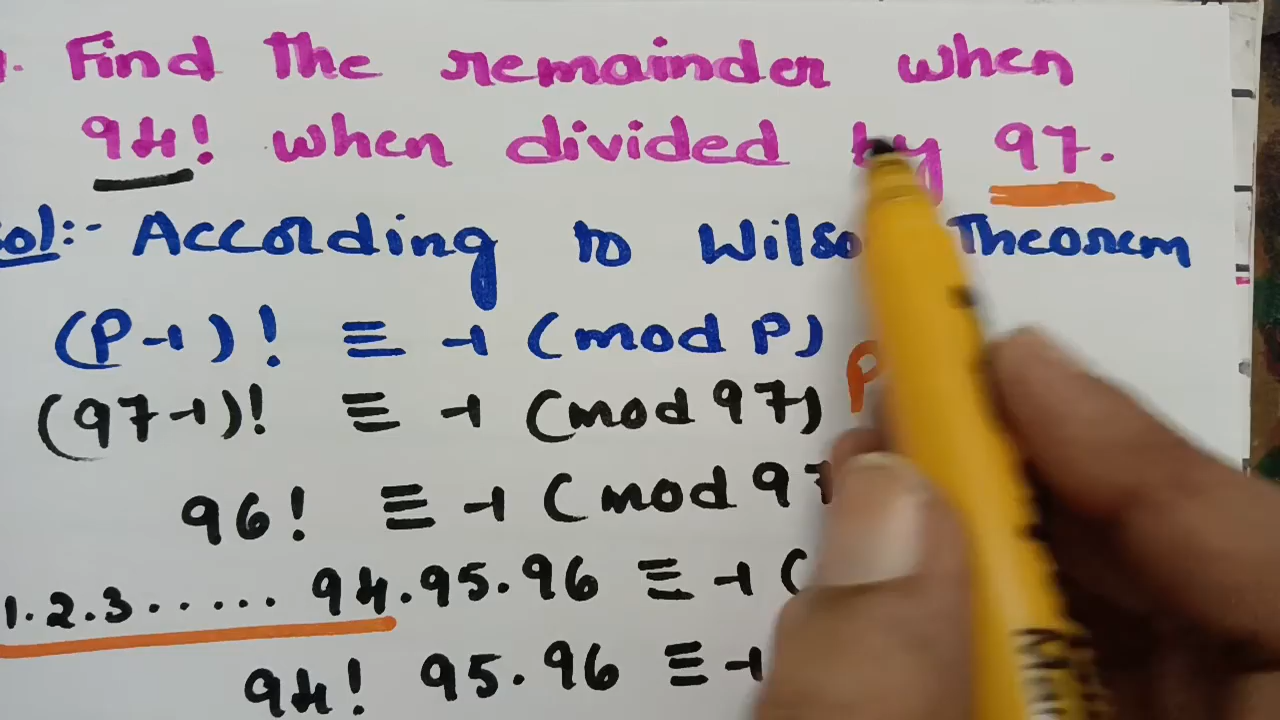 . Find The remainder when
94! when divided by 97.
Sol:- According to Wilso Theorem
(P-1)! ≡ -1 (mod P) P
(97-1)! ≡ -1 (mod 97)
96! ≡ -1 (mod 97
1.2.3...... 94.95.96 ≡ -1 (
94! 95.96 ≡ -1